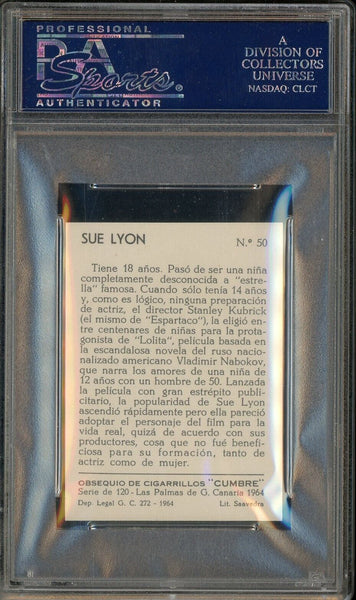 PROFESSIONAL
PSA
Sports
AUTHENTICATOR
A
DIVISION OF
COLLECTORS
UNIVERSE
NASDAQ: CLCT
SUE LYON N.º 50
Tiene 18 años. Pasó de ser una niña
completamente desconocida a "estre-
lla" famosa. Cuando sólo tenía 14 años
y, como es lógico, ninguna preparación
de actriz, el director Stanley Kubrick
(el mismo de "Espartaco"), la eligió en-
tre centenares de niñas para la prota-
gonista de "Lolita", película basada en
la escandalosa novela del ruso nacio-
nalizado americano Vladimir Nabokov,
que narra los amores de una niña de
12 años con un hombre de 50. Lanzada
la película con gran estrépito publi-
citario, la popularidad de Sue Lyon
ascendió rápidamente pero ella pareció
adoptar el personaje del film para la
vida real, quizá de acuerdo con sus
productores, cosa que no fué benefi-
ciosa para su formación, tanto de
actriz como de mujer.
OBSEQUIO DE CIGARRILLOS "CUMBRE"
Serie de 120 - Las Palmas de G. Canaria 1964
Dep. Legal G. C. 272 - 1964 Lit. Saavedra